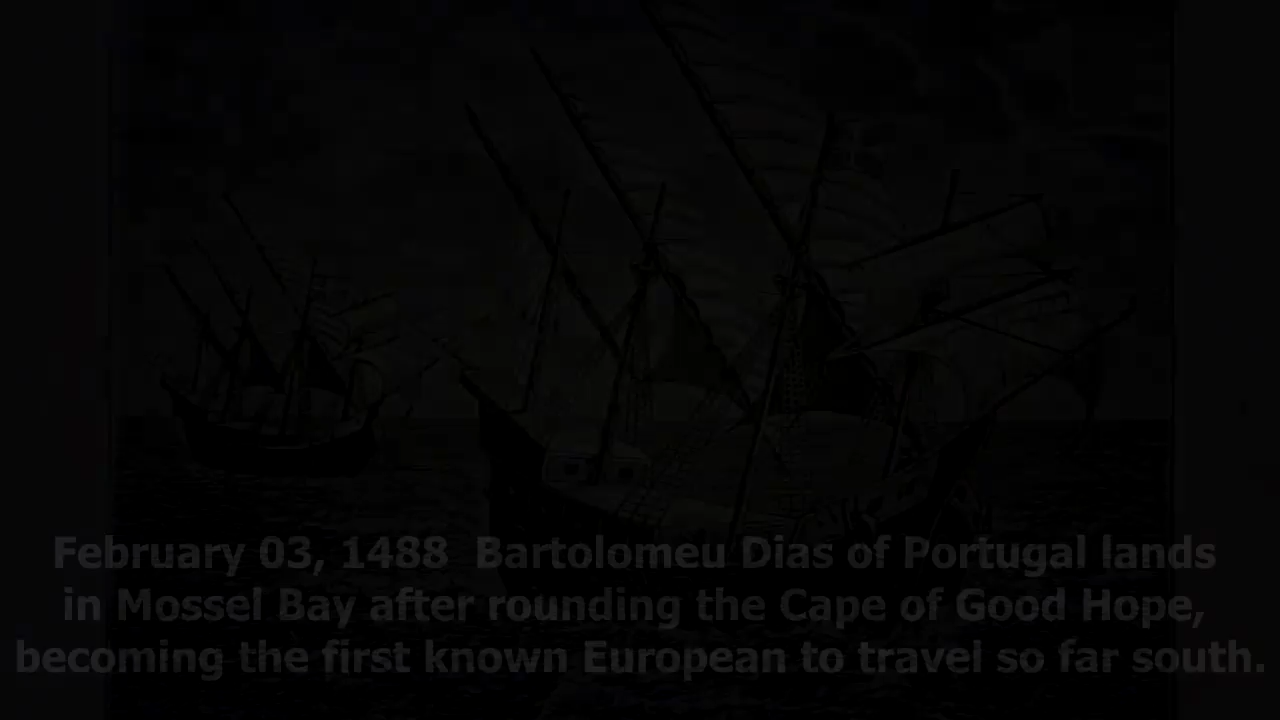 February 03, 1488  Bartolomeu Dias of Portugal lands
in Mossel Bay after rounding the Cape of Good Hope,
becoming the first known European to travel so far south.